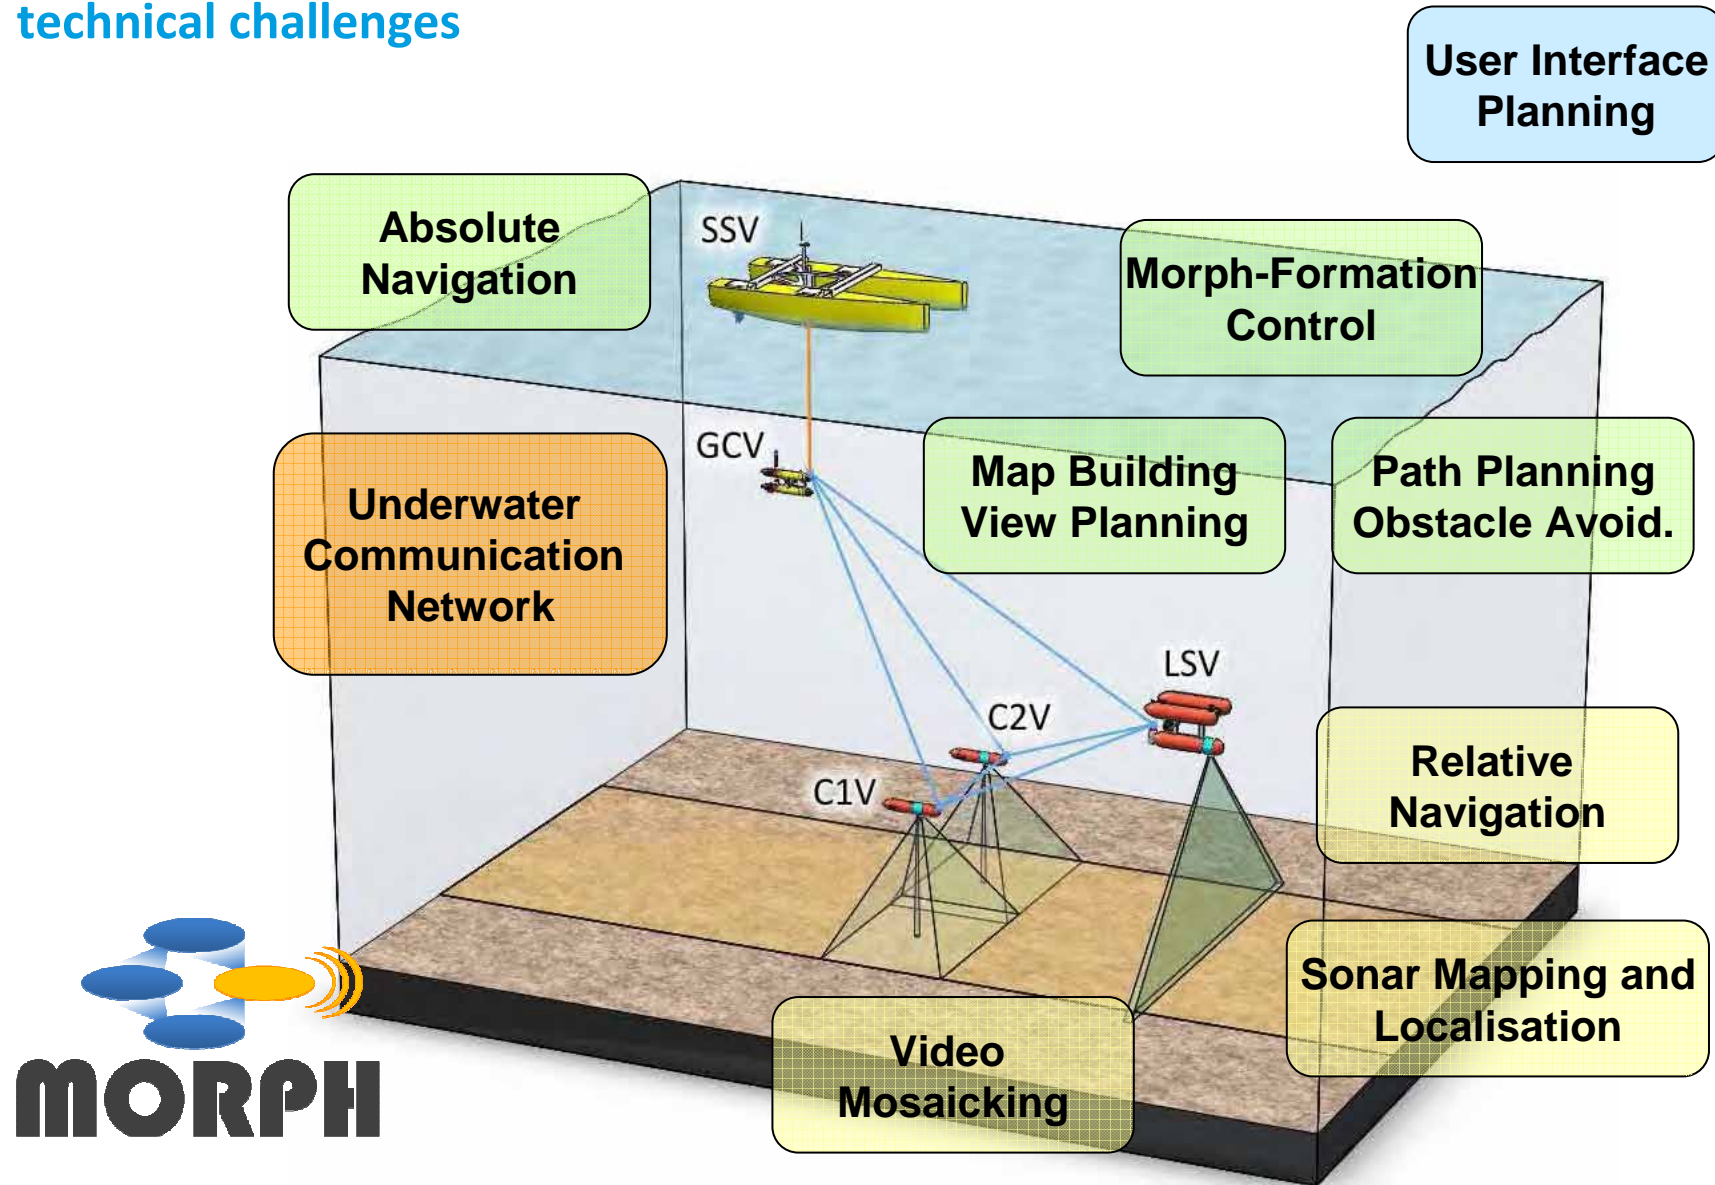 technical challenges
User Interface
Planning
Absolute
Navigation
SSV
Morph-Formation
Control
GCV
Map Building
View Planning
Path Planning
Obstacle Avoid.
Underwater
Communication
Network
LSV
C2V
C1V
Relative
Navigation
Sonar Mapping and
Localisation
Video
Mosaicking
MORPH